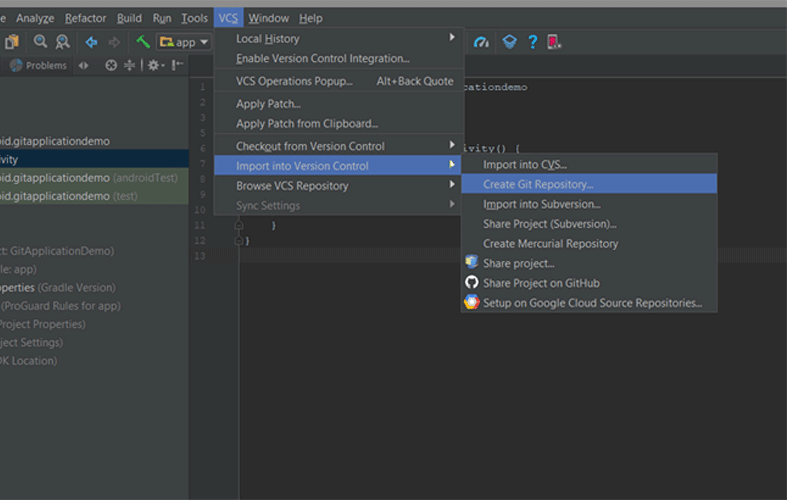 e Analyze Refactor Build Run Tools VCS Window Help
app
Problems
oid.gitapplicationdemo
ivity
oid.gitapplicationdemo (androidTest)
oid.gitapplicationdemo (test)
ct: GitApplicationDemo)
le: app)
operties (Gradle Version)
(ProGuard Rules for app)
Project Properties)
ject Settings)
DK Location)
1
2
3
5
6
7
8
9
10
11
12
13
cationdemo
ivity() {
}
}
Local History
Enable Version Control Integration...
VCS Operations Popup... Alt+Back Quote
Apply Patch...
Apply Patch from Clipboard...
Checkout from Version Control
Import into Version Control
Browse VCS Repository
Sync Settings
Import into CVS...
Create Git Repository...
Import into Subversion...
Share Project (Subversion)...
Create Mercurial Repository
Share project...
Share Project on GitHub
Setup on Google Cloud Source Repositories...